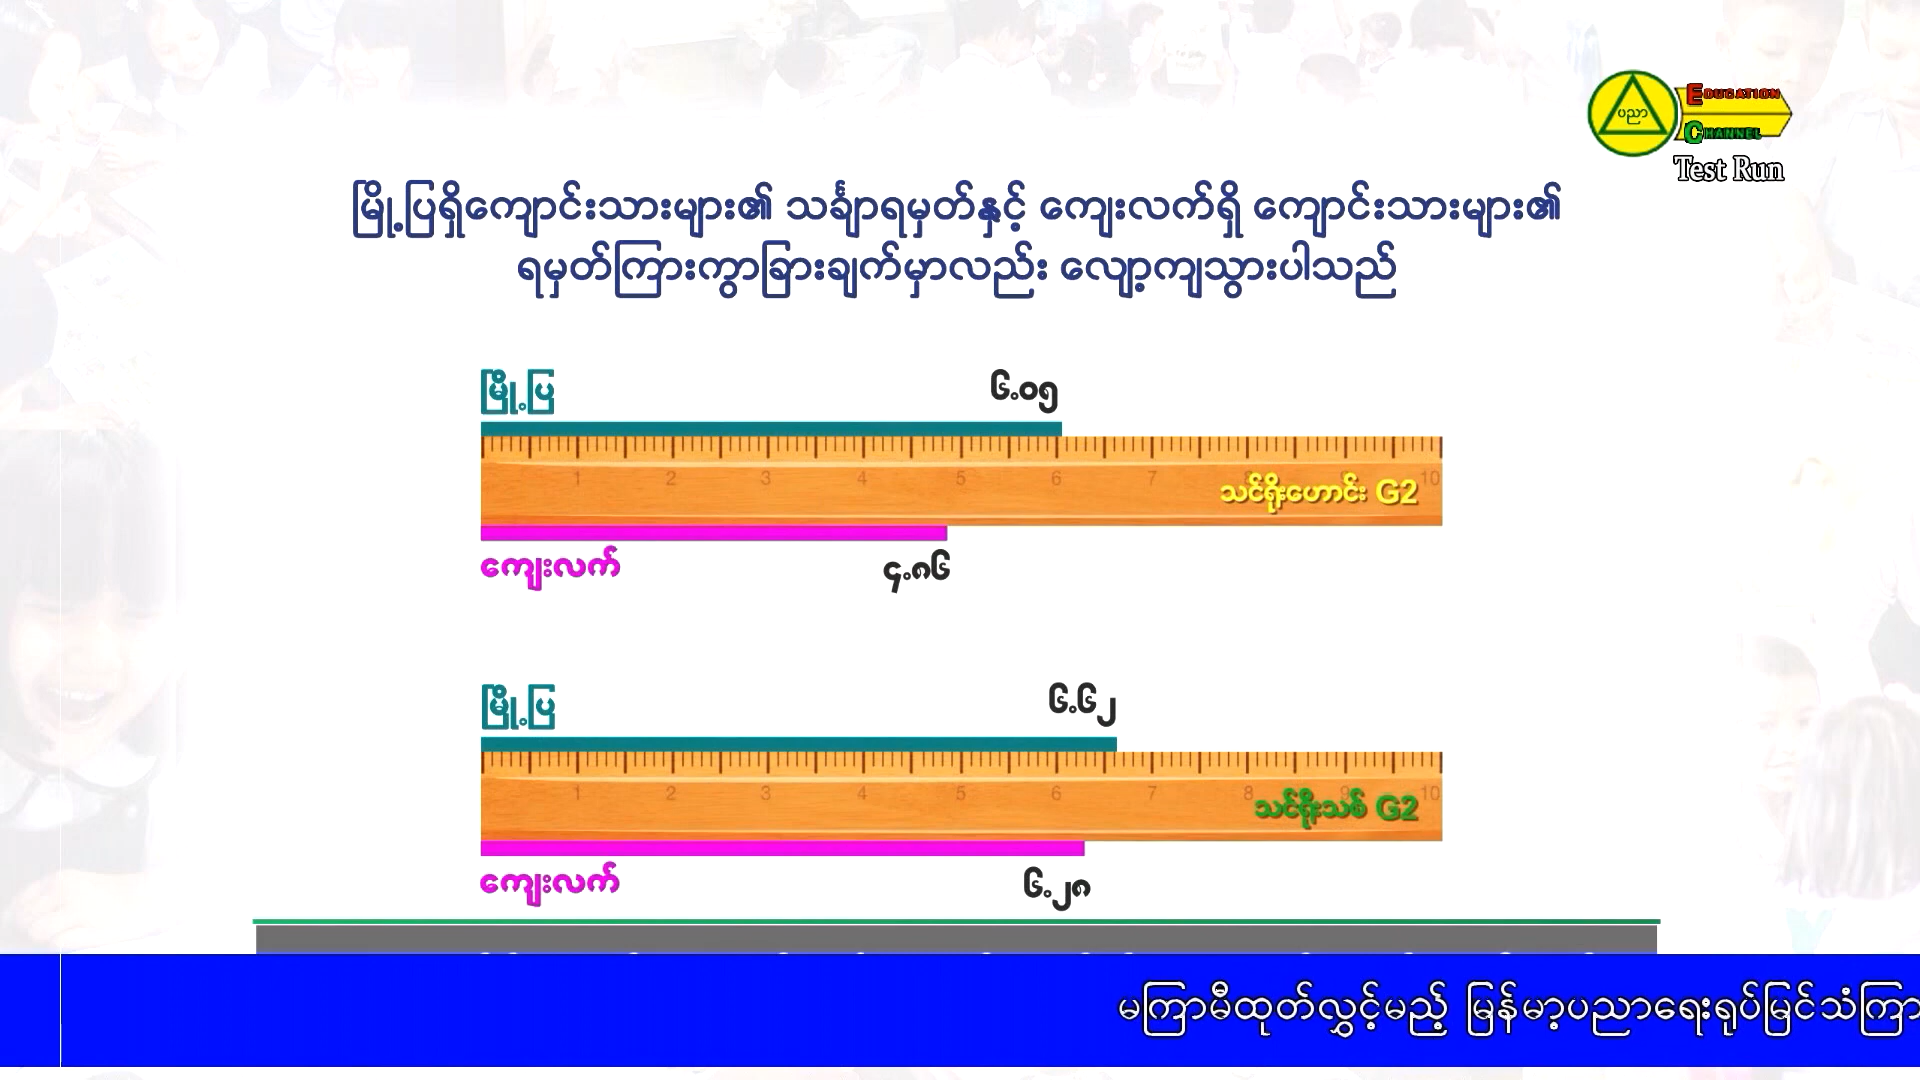 ပညာ
EDUCATION
CHANNEL
Test Run
မြို့ပြရှိကျောင်းသားများ၏ သင်္ချာရမှတ်နှင့် ကျေးလက်ရှိ ကျောင်းသားများ၏
ရမှတ်ကြားကွာခြားချက်မှာလည်း လျော့ကျသွားပါသည်
မြို့ပြ
၆.၀၅
1 2 3 4 5 6 7 8 9 10
သင်ရိုးဟောင်း G2
ကျေးလက်
၄.၈၆
မြို့ပြ
၆.၆၂
1 2 3 4 5 6 7 8 9 10
သင်ရိုးသစ် G2
ကျေးလက်
၆.၂၈
မကြာမီထုတ်လွှင့်မည့် မြန်မာ့ပညာရေးရုပ်မြင်သံကြာ